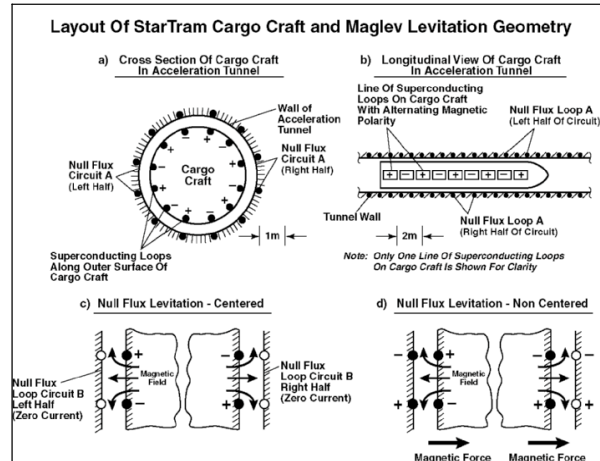 Layout Of StarTram Cargo Craft and Maglev Levitation Geometry
a) Cross Section Of Cargo Craft
In Acceleration Tunnel
Wall of
Acceleration
Tunnel
Null Flux
Circuit A
(Left Half)
Cargo
Craft
Null Flux
Circuit A
(Right Half)
1m
Superconducting Loops
Along Outer Surface Of
Cargo Craft
b) Longitudinal View Of Cargo Craft
In Acceleration Tunnel
Line Of Superconducting
Loops On Cargo Craft
With Alternating Magnetic
Polarity
Null Flux Loop A
(Left Half Of Circuit)
+ - + - + - + - +
Tunnel Wall
Null Flux Loop A
(Right Half Of Circuit)
2m
Note: Only One Line Of Superconducting Loops
On Cargo Craft Is Shown For Clarity
c) Null Flux Levitation - Centered
Null Flux
Loop Circuit B
Left Half
(Zero Current)
+ -
Magnetic
Field
- +
Null Flux
Loop Circuit B
Right Half
(Zero Current)
d) Null Flux Levitation - Non Centered
- + - -
Magnetic
Field
+ - + +
Magnetic Force
Magnetic Force